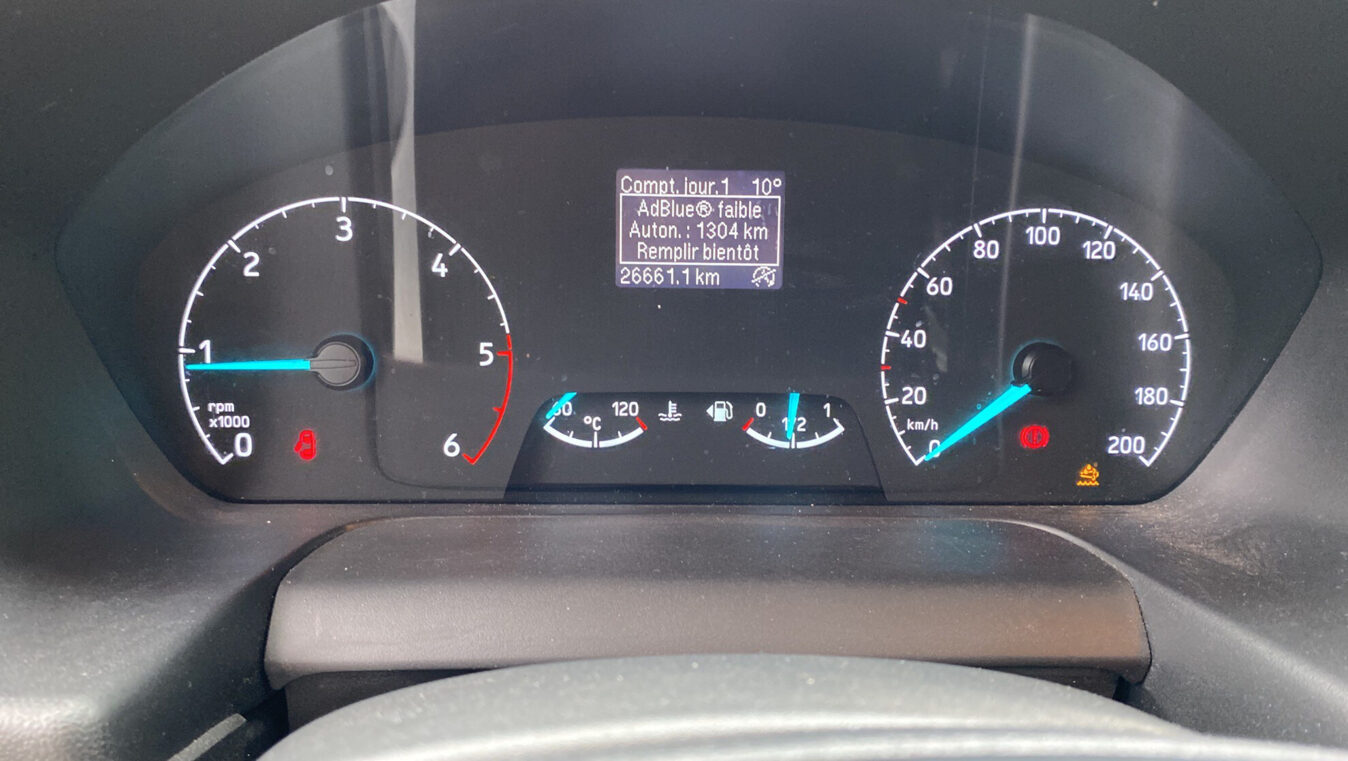 Compt. jour.1 10°
AdBlue® faible
Auton.: 1304 km
Remplir bientôt
26661.1 km
0
1
2
3
4
5
6
rpm
x1000
°C
120
0
1/2
1
0
20
40
60
80
100
120
140
160
180
200
km/h